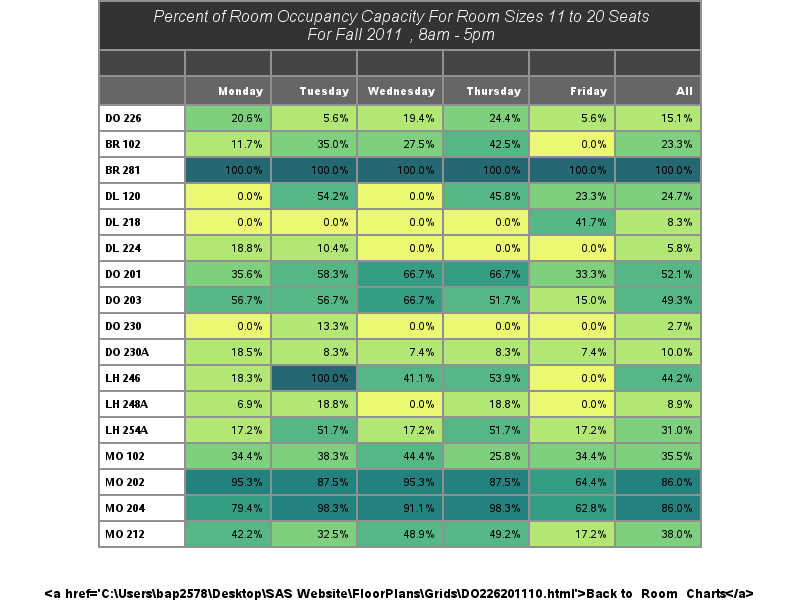 Percent of Room Occupancy Capacity For Room Sizes 11 to 20 Seats
For Fall 2011 , 8am - 5pm
Monday Tuesday Wednesday Thursday Friday All
DO 226 20.6% 5.6% 19.4% 24.4% 5.6% 15.1%
BR 102 11.7% 35.0% 27.5% 42.5% 0.0% 23.3%
BR 281 100.0% 100.0% 100.0% 100.0% 100.0% 100.0%
DL 120 0.0% 54.2% 0.0% 45.8% 23.3% 24.7%
DL 218 0.0% 0.0% 0.0% 0.0% 41.7% 8.3%
DL 224 18.8% 10.4% 0.0% 0.0% 0.0% 5.8%
DO 201 35.6% 58.3% 66.7% 66.7% 33.3% 52.1%
DO 203 56.7% 56.7% 66.7% 51.7% 15.0% 49.3%
DO 230 0.0% 13.3% 0.0% 0.0% 0.0% 2.7%
DO 230A 18.5% 8.3% 7.4% 8.3% 7.4% 10.0%
LH 246 18.3% 100.0% 41.1% 53.9% 0.0% 44.2%
LH 248A 6.9% 18.8% 0.0% 18.8% 0.0% 8.9%
LH 254A 17.2% 51.7% 17.2% 51.7% 17.2% 31.0%
MO 102 34.4% 38.3% 44.4% 25.8% 34.4% 35.5%
MO 202 95.3% 87.5% 95.3% 87.5% 64.4% 86.0%
MO 204 79.4% 98.3% 91.1% 98.3% 62.8% 86.0%
MO 212 42.2% 32.5% 48.9% 49.2% 17.2% 38.0%
<a href='C:\Users\bap2578\Desktop\SAS Website\FloorPlans\Grids\DO226201110.html'>Back to Room Charts</a>